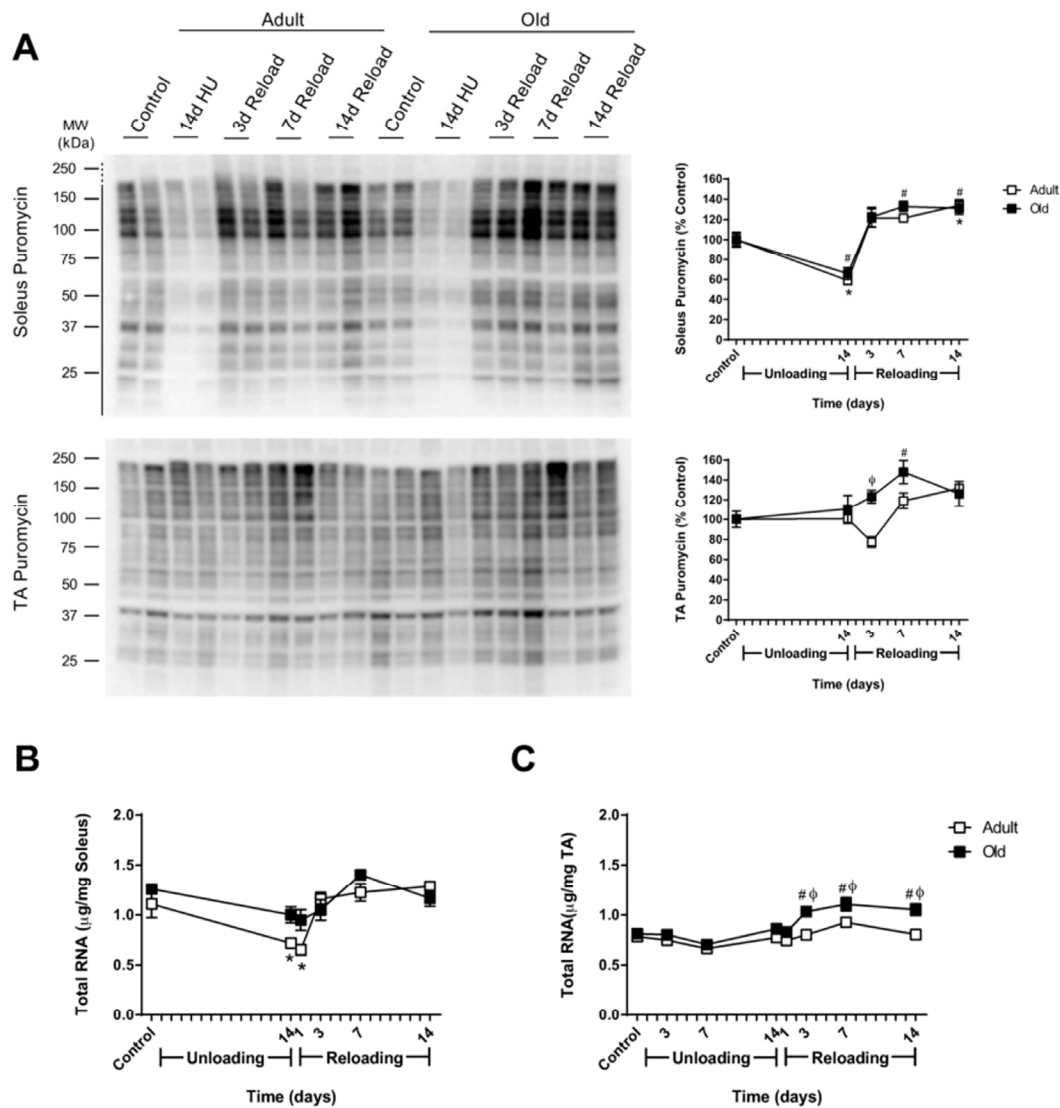 A
Adult
Old
Control
14d HU
3d Reload
7d Reload
14d Reload
Control
14d HU
3d Reload
7d Reload
14d Reload
MW
(kDa)
Soleus Puromycin
250
150
100
75
50
37
25
Soleus Puromycin (% Control)
160
140
120
100
80
60
40
20
0
#
*
#
#
*
Adult
Old
Control
14
3
7
14
Unloading
Reloading
Time (days)
TA Puromycin
250
150
100
75
50
37
25
TA Puromycin (% Control)
160
140
120
100
80
60
40
20
0
ϕ
#
Control
14
3
7
14
Unloading
Reloading
Time (days)
B
Total RNA (µg/mg Soleus)
2.0
1.5
1.0
0.5
0.0
*
*
Control
14
1
3
7
14
Unloading
Reloading
Time (days)
C
Total RNA(µg/mg TA)
2.0
1.5
1.0
0.5
0.0
#ϕ
#ϕ
#ϕ
Adult
Old
Control
3
7
14
1
3
7
14
Unloading
Reloading
Time (days)